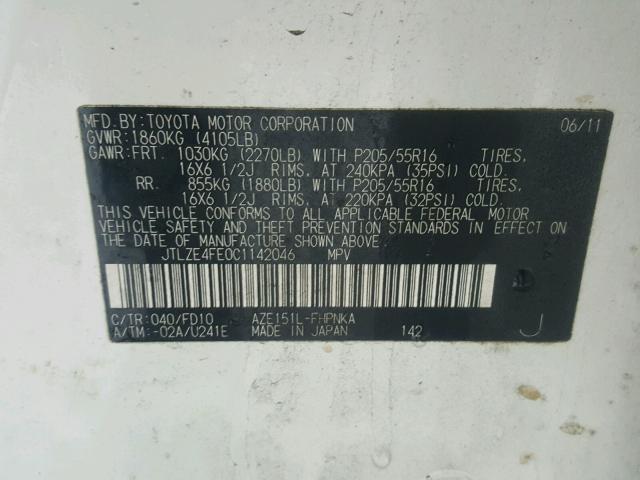 MFD.BY:TOYOTA MOTOR CORPORATION 06/11
GVWR:1860KG (4105LB)
GAWR:FRT. 1030KG (2270LB) WITH P205/55R16 TIRES,
16X6 1/2J RIMS, AT 240KPA (35PSI) COLD.
RR. 855KG (1880LB) WITH P205/55R16 TIRES,
16X6 1/2J RIMS, AT 220KPA (32PSI) COLD.
THIS VEHICLE CONFORMS TO ALL APPLICABLE FEDERAL MOTOR
VEHICLE SAFETY AND THEFT PREVENTION STANDARDS IN EFFECT ON
THE DATE OF MANUFACTURE SHOWN ABOVE.
JTLZE4FE0C1142046 MPV
C/TR:040/FD10 AZE151L-FHPNKA
A/TM:-02A/U241E MADE IN JAPAN 142 J